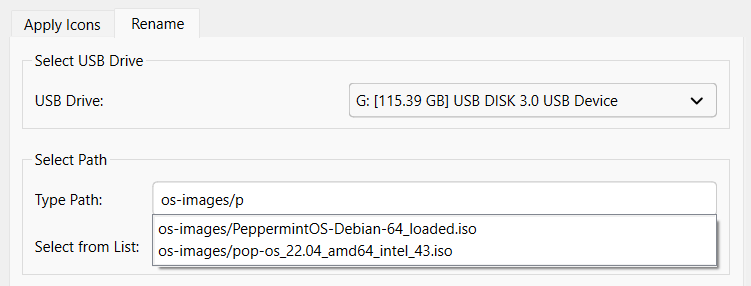 Apply Icons
Rename
Select USB Drive
USB Drive:
G: [115.39 GB] USB DISK 3.0 USB Device
Select Path
Type Path:
os-images/p
os-images/PeppermintOS-Debian-64_loaded.iso
os-images/pop-os_22.04_amd64_intel_43.iso
Select from List: